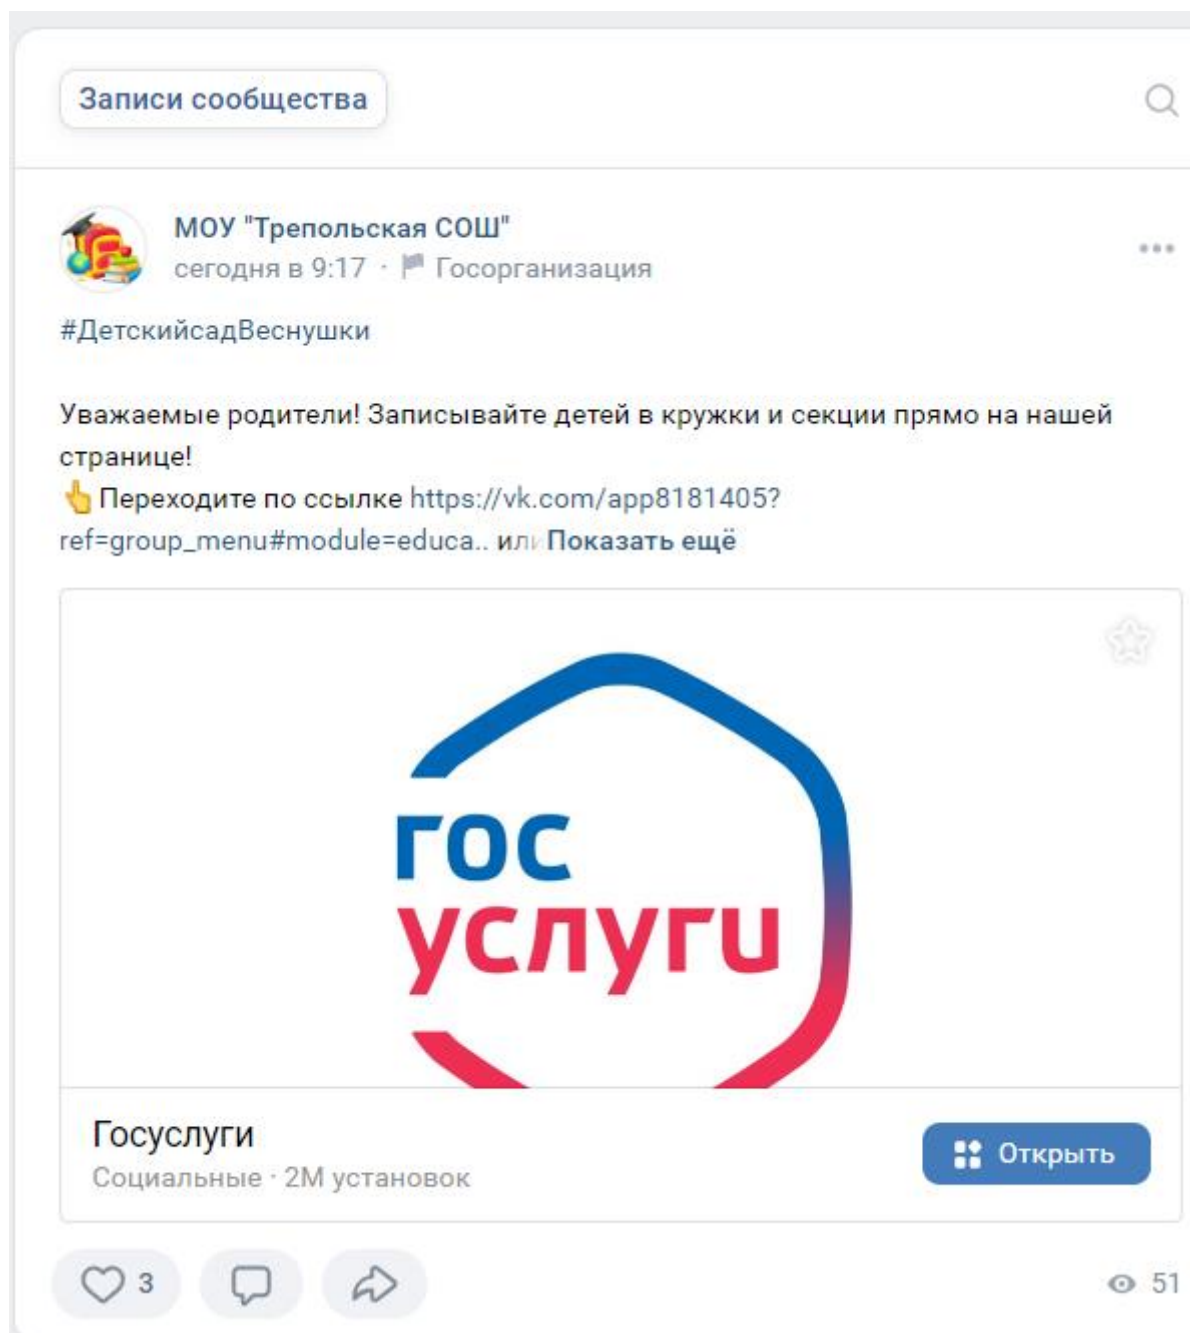 Записи сообщества
МОУ "Трепольская СОШ"
сегодня в 9:17 · Госорганизация
#ДетскийсадВеснушки
Уважаемые родители! Записывайте детей в кружки и секции прямо на нашей
странице!
👆Переходите по ссылке https://vk.com/app8181405?
ref=group_menu#module=educa.. или Показать ещё
гос
услуги
Госуслуги
Открыть
Социальные · 2М установок
3
51